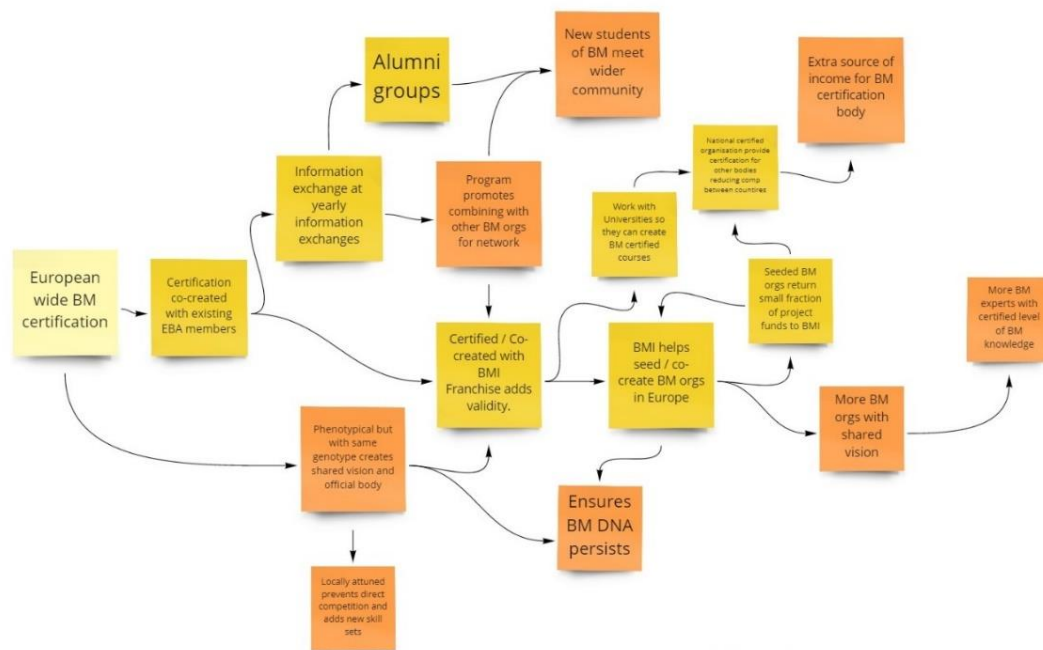 Alumni
groups
New students
of BM meet
wider
community
Extra source of
income for BM
certification
body
National certified
organisation provide
certification for
other bodies
reducing comp
between countires
Information
exchange at
yearly
information
exchanges
Program
promotes
combining with
other BM orgs
for network
Work with
Universities so
they can create
BM certified
courses
European
wide BM
certification
Certification
co-created
with existing
EBA members
Seeded BM
orgs return
small fraction
of project
funds to BMI
More BM
experts with
certified level
of BM
knowledge
Certified / Co-
created with
BMI
Franchise adds
validity.
BMI helps
seed / co-
create BM orgs
in Europe
More BM
orgs with
shared
vision
Phenotypical but
with same
genotype creates
shared vision and
official body
Ensures
BM DNA
persists
Locally attuned
prevents direct
competition and
adds new skill
sets